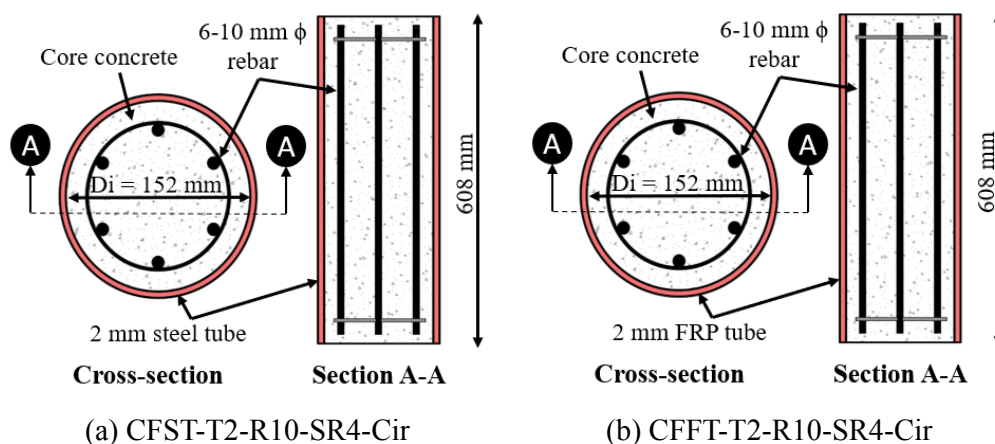 6-10 mm ϕ
rebar
Core concrete
A
A
Di = 152 mm
608 mm
2 mm steel tube
Cross-section
Section A-A
(a) CFST-T2-R10-SR4-Cir
6-10 mm ϕ
rebar
Core concrete
A
A
Di = 152 mm
608 mm
2 mm FRP tube
Cross-section
Section A-A
(b) CFFT-T2-R10-SR4-Cir